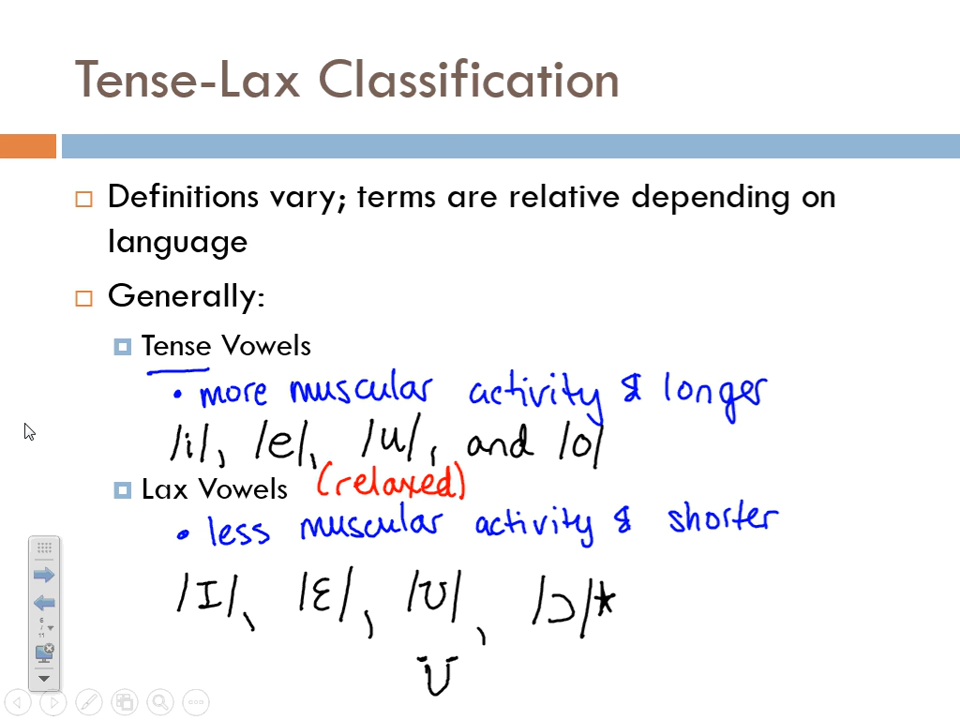 Tense-Lax Classification
Definitions vary; terms are relative depending on
language
Generally:
Tense Vowels
• more muscular activity & longer
/i/, /e/, /u/, and /o/
Lax Vowels (relaxed)
• less muscular activity & shorter
/ɪ/, /ɛ/, /ʊ/, /ɔ/*
ʊ